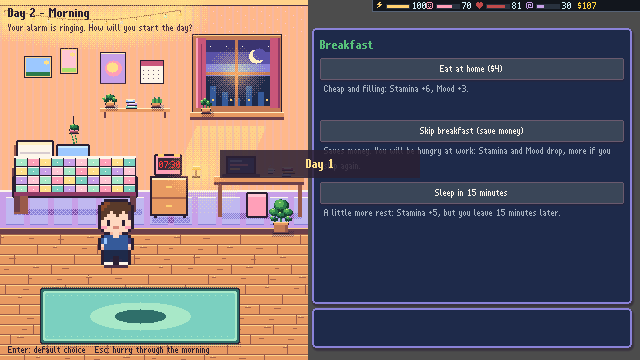 Day 2 - Morning
Your alarm is ringing. How will you start the day?
100 70 81 30 $107
Breakfast
Eat at home ($4)
Cheap and filling: Stamina +6, Mood +3.
Skip breakfast (save money)
You will be hungry at work: Stamina and Mood drop, more if you
again.
Day 1
07:30
Sleep in 15 minutes
A little more rest: Stamina +5, but you leave 15 minutes later.
Enter: default choice Esc: hurry through the morning